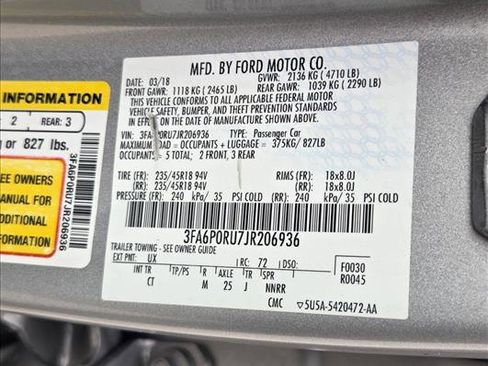 INFORMATION
2 REAR: 3
or 827 lbs.
EE OWNERS
NUAL FOR
DDITIONAL
ORMATION
3FA6P0RU7JR206936
MFD. BY FORD MOTOR CO.
03/18 GVWR: 2136 KG ( 4710 LB)
FRONT GAWR: 1118 KG ( 2465 LB) REAR GAWR: 1039 KG ( 2290 LB)
THIS VEHICLE CONFORMS TO ALL APPLICABLE FEDERAL MOTOR
VEHICLE SAFETY, BUMPER, AND THEFT PREVENTION STANDARDS
IN EFFECT ON THE DATE OF MANUFACTURE SHOWN ABOVE.
VIN: 3FA6P0RU7JR206936 TYPE: Passenger Car
MAXIMUM LOAD = OCCUPANTS + LUGGAGE = 375KG/ 827LB
OCCUPANTS: 5 TOTAL: 2 FRONT, 3 REAR
TIRE (FR): 235/45R18 94V RIMS (FR): 18x8.0J
TIRE (RR): 235/45R18 94V (RR): 18x8.0J
PRESSURE (FR): 240 kPa/ 35 PSI COLD (RR): 240 kPa/ 35 PSI COLD
3FA6P0RU7JR206936
TRAILER TOWING - SEE OWNER GUIDE
EXT PNT: UX RC: 72 DSO: F0030
INT TR TP/PS R AXLE TR SPR R0045
CT M 25 J NNRR
CMC ▽5U5A-5420472-AA